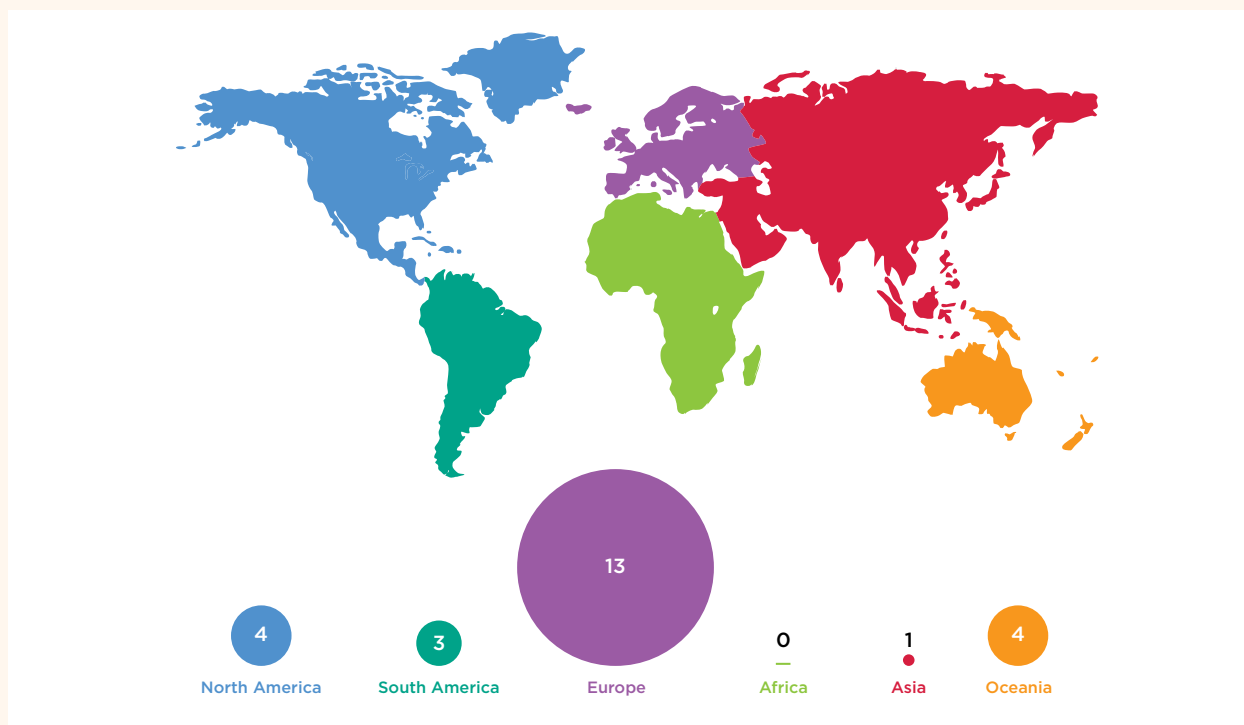 13
4
3
0
1
4
North America
South America
Europe
Africa
Asia
Oceania